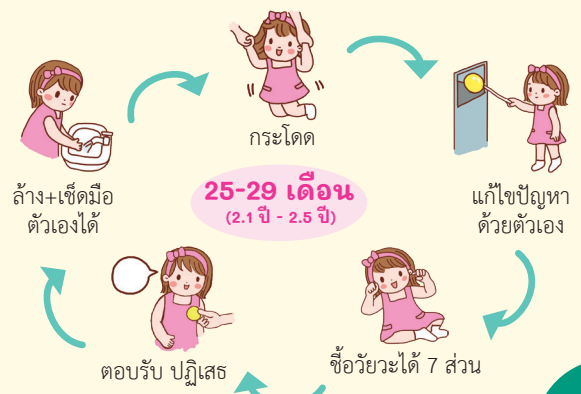 กระโดด
แก้ไขปัญหา
ด้วยตัวเอง
ชื้อวัยวะได้ 7 ส่วน
ตอบรับ ปฏิเสธ
ล้าง+เช็ดมือ
ตัวเองได้
25-29 เดือน
(2.1 ปี - 2.5 ปี)